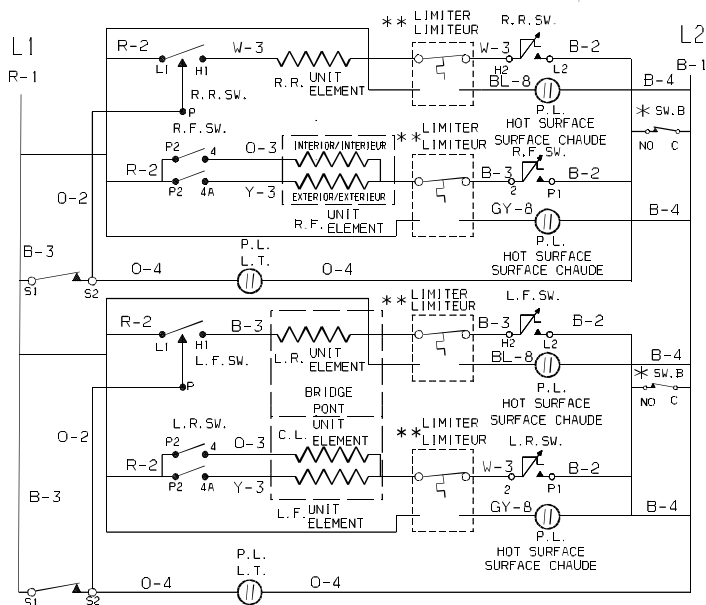 L1
R-1
R-2
L1 H1
W-3
R.R. UNIT ELEMENT
** LIMITER
LIMITEUR
R.R.SW.
W-3
H2 L2
B-2
L2
B-1
BL-8
B-4
P.L.
HOT SURFACE
SURFACE CHAUDE
* SW.B
NO C
R.R.SW.
P
R.F.SW.
P2 4
R-2
P2 4A
O-3
INTERIOR/INTERIEUR
Y-3
EXTERIOR/EXTERIEUR
R.F. UNIT ELEMENT
** LIMITER
LIMITEUR
R.F.SW.
B-3
2 P1
B-2
GY-8
B-4
P.L.
HOT SURFACE
SURFACE CHAUDE
O-2
B-3
S1 S2
O-4
P.L.
L.T.
O-4
R-2
L1 H1
B-3
L.R. UNIT ELEMENT
** LIMITER
LIMITEUR
L.F.SW.
B-3
H2 L2
B-2
BL-8
B-4
P.L.
HOT SURFACE
SURFACE CHAUDE
* SW.B
NO C
L.F.SW.
P
BRIDGE
PONT
L.R.SW.
P2 4
R-2
P2 4A
O-3
C.L. UNIT ELEMENT
Y-3
L.F. UNIT ELEMENT
** LIMITER
LIMITEUR
L.R.SW.
W-3
2 P1
B-2
GY-8
B-4
P.L.
HOT SURFACE
SURFACE CHAUDE
O-2
B-3
S1 S2
O-4
P.L.
L.T.
O-4